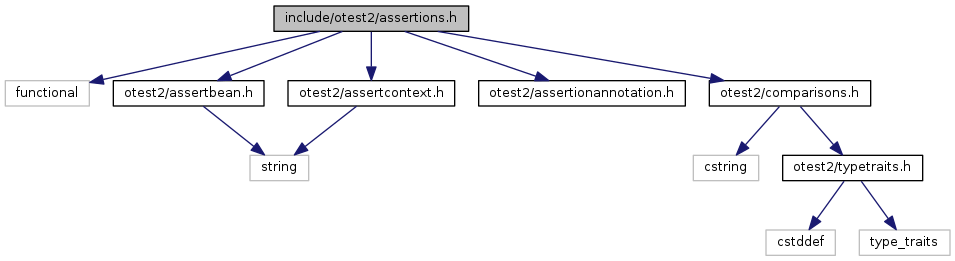 include/otest2/assertions.h
functional
otest2/assertbean.h
otest2/assertcontext.h
otest2/assertionannotation.h
otest2/comparisons.h
string
cstring
otest2/typetraits.h
cstddef
type_traits